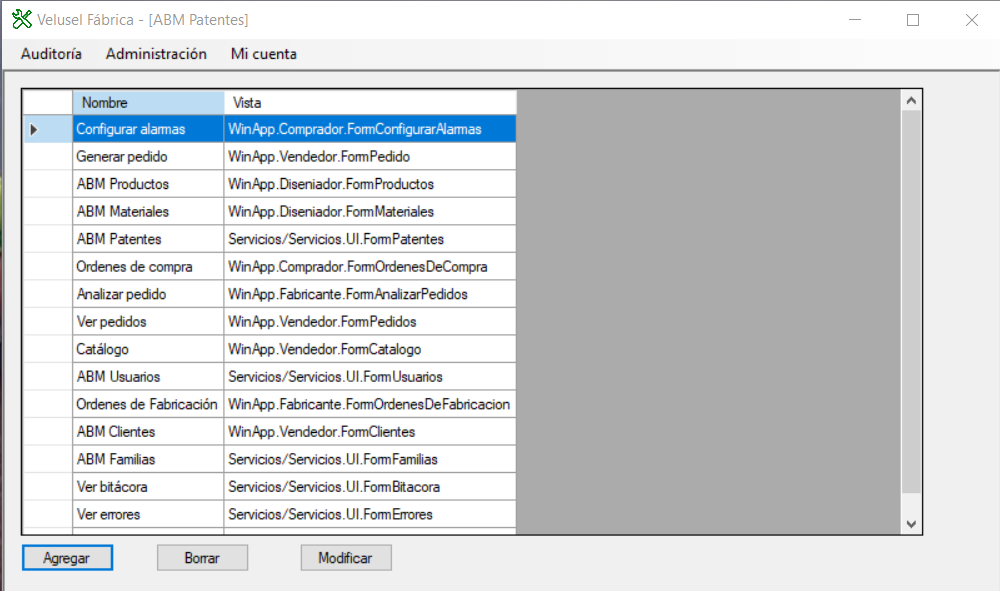 Velusel Fábrica - [ABM Patentes]
Auditoría Administración Mi cuenta
Nombre Vista
Configurar alarmas WinApp.Comprador.FormConfigurarAlarmas
Generar pedido WinApp.Vendedor.FormPedido
ABM Productos WinApp.Diseniador.FormProductos
ABM Materiales WinApp.Diseniador.FormMateriales
ABM Patentes Servicios/Servicios.UI.FormPatentes
Ordenes de compra WinApp.Comprador.FormOrdenesDeCompra
Analizar pedido WinApp.Fabricante.FormAnalizarPedidos
Ver pedidos WinApp.Vendedor.FormPedidos
Catálogo WinApp.Vendedor.FormCatalogo
ABM Usuarios Servicios/Servicios.UI.FormUsuarios
Ordenes de Fabricación WinApp.Fabricante.FormOrdenesDeFabricacion
ABM Clientes WinApp.Vendedor.FormClientes
ABM Familias Servicios/Servicios.UI.FormFamilias
Ver bitácora Servicios/Servicios.UI.FormBitacora
Ver errores Servicios/Servicios.UI.FormErrores
Agregar Borrar Modificar